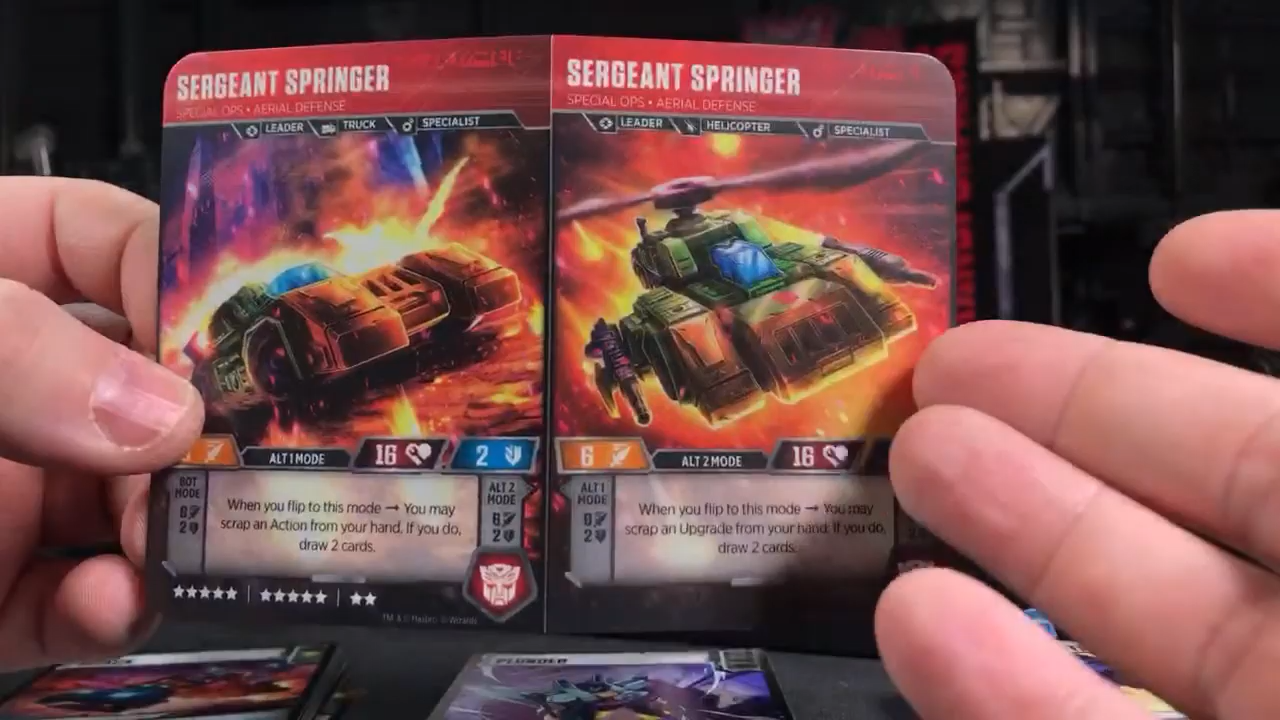 SERGEANT SPRINGER
SPECIAL OPS • AERIAL DEFENSE
LEADER TRUCK SPECIALIST
16 2
ALT 1 MODE
BOT MODE
2
When you flip to this mode → You may
scrap an Action from your hand. If you do,
draw 2 cards.
ALT 2 MODE
6
2
TM & © Hasbro © Wizards
SERGEANT SPRINGER
SPECIAL OPS • AERIAL DEFENSE
LEADER HELICOPTER SPECIALIST
6 16
ALT 2 MODE
ALT 1 MODE
2
When you flip to this mode → You may
scrap an Upgrade from your hand. If you do,
draw 2 cards.
PLUNDER